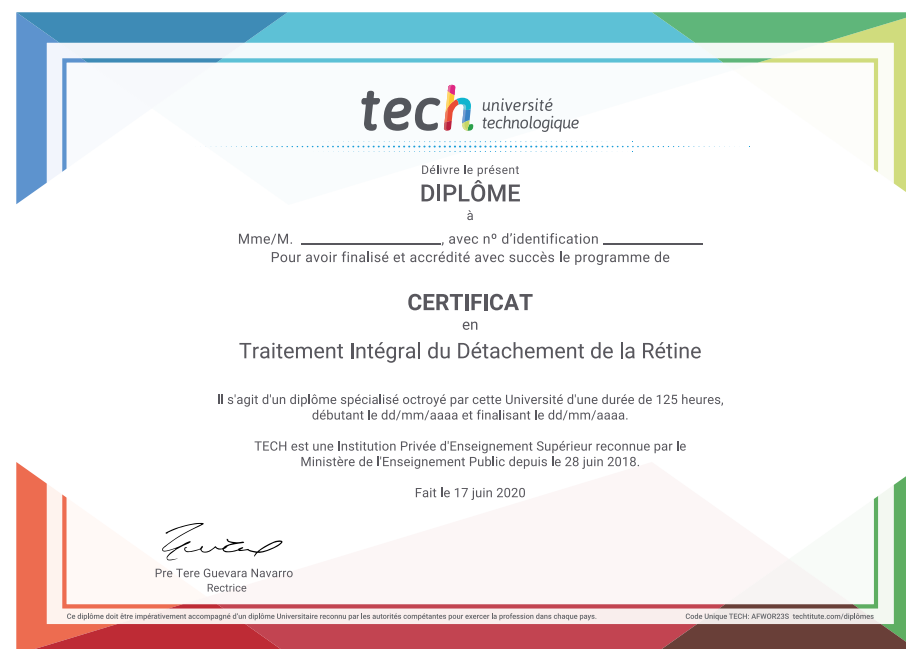 tech université
technologique
Délivre le présent
DIPLÔME
à
Mme/M. ____________________, avec nº d'identification ______________
Pour avoir finalisé et accrédité avec succès le programme de
CERTIFICAT
en
Traitement Intégral du Détachement de la Rétine
Il s'agit d'un diplôme spécialisé octroyé par cette Université d'une durée de 125 heures,
débutant le dd/mm/aaaa et finalisant le dd/mm/aaaa.
TECH est une Institution Privée d'Enseignement Supérieur reconnue par le
Ministère de l'Enseignement Public depuis le 28 juin 2018.
Fait le 17 juin 2020
Pre Tere Guevara Navarro
Rectrice
Ce diplôme doit être impérativement accompagné d'un diplôme Universitaire reconnu par les autorités compétantes pour exercer la profession dans chaque pays.
Code Unique TECH: AFWOR23S techtitute.com/diplômes